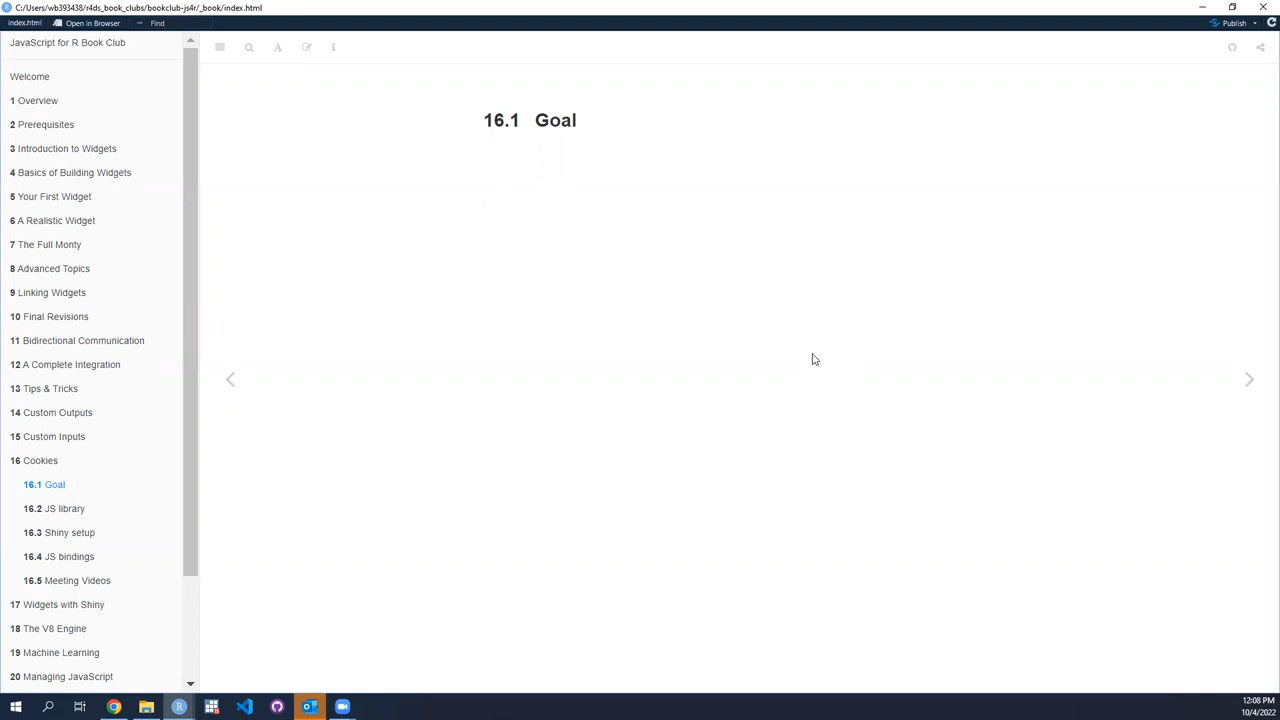 C:/Users/wb393438/r4ds_book_clubs/bookclub-js4r/_book/index.html
index.html
Open in Browser
Find
Publish
JavaScript for R Book Club
Welcome
1 Overview
2 Prerequisites
3 Introduction to Widgets
4 Basics of Building Widgets
5 Your First Widget
6 A Realistic Widget
7 The Full Monty
8 Advanced Topics
9 Linking Widgets
10 Final Revisions
11 Bidirectional Communication
12 A Complete Integration
13 Tips & Tricks
14 Custom Outputs
15 Custom Inputs
16 Cookies
16.1 Goal
16.2 JS library
16.3 Shiny setup
16.4 JS bindings
16.5 Meeting Videos
17 Widgets with Shiny
18 The V8 Engine
19 Machine Learning
20 Managing JavaScript
16.1 Goal
12:08 PM
10/4/2022